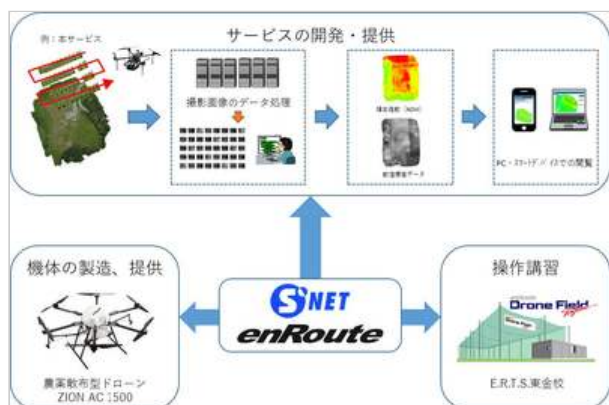 サービスの開発・提供
例：本サービス
撮影画像のデータ処理
PC・スマートデバイスでの閲覧
機体の製造、提供
農薬散布型ドローン
ZION AC1500
S'NET
enRoute
操作講習
Drone Field
E.R.T.S.東金校